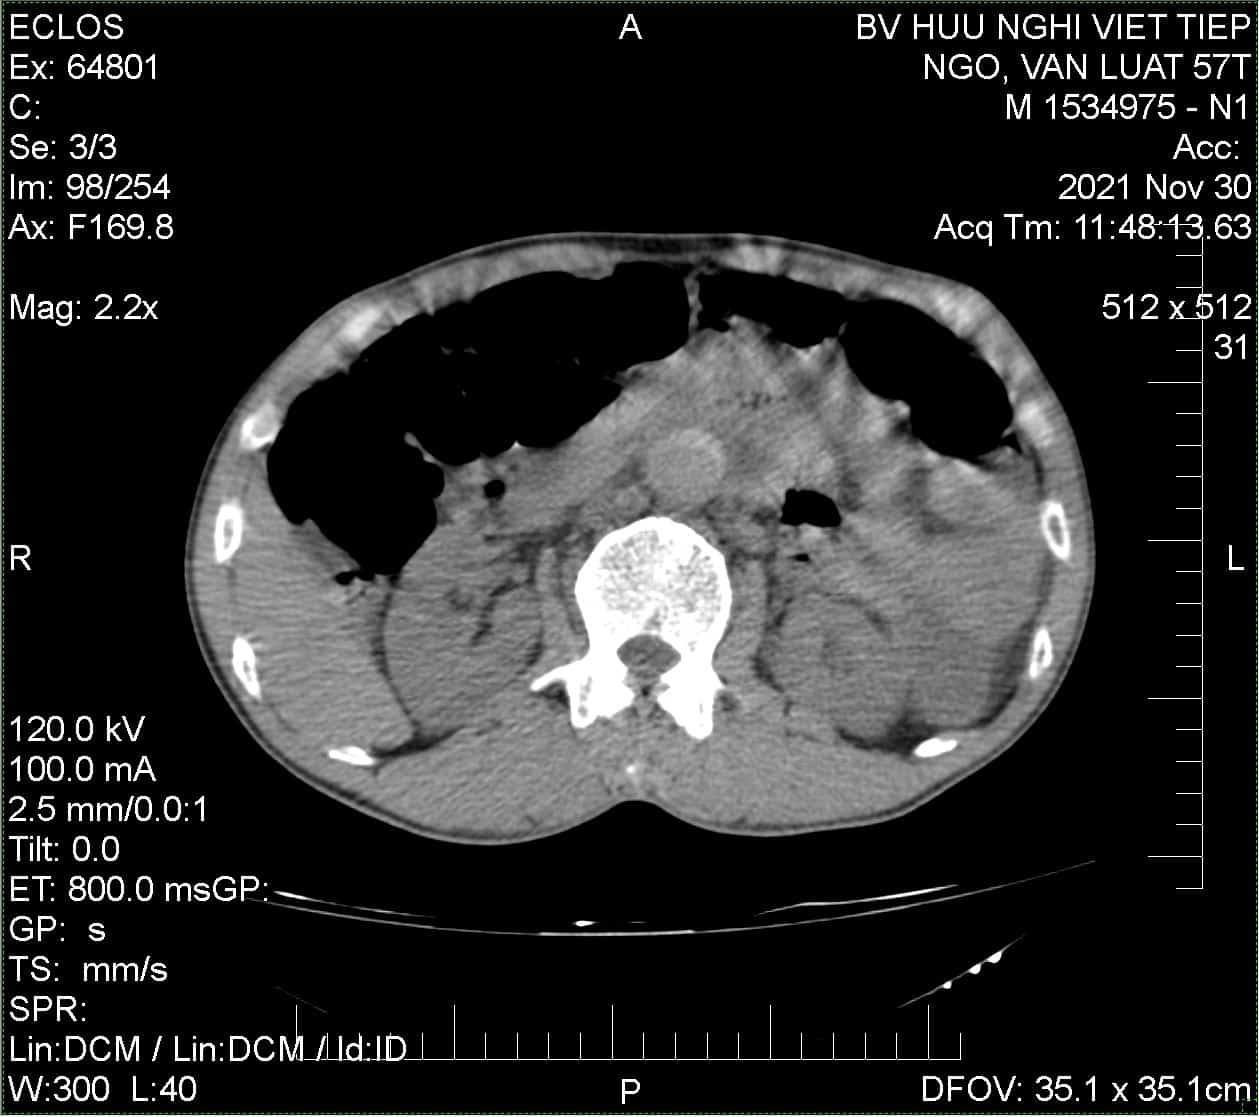 ECLOS
Ex: 64801
C:
Se: 3/3
Im: 98/254
Ax: F169.8
Mag: 2.2x
A
BV HUU NGHI VIET TIEP
NGO, VAN LUAT 57T
M 1534975 - N1
Acc:
2021 Nov 30
Acq Tm: 11:48:13.63
512 x 512
31
R
L
120.0 kV
100.0 mA
2.5 mm/0.0:1
Tilt: 0.0
ET: 800.0 msGP:
GP: s
TS: mm/s
SPR:
Lin:DCM / Lin:DCM / Id:ID
W:300 L:40
P
DFOV: 35.1 x 35.1cm